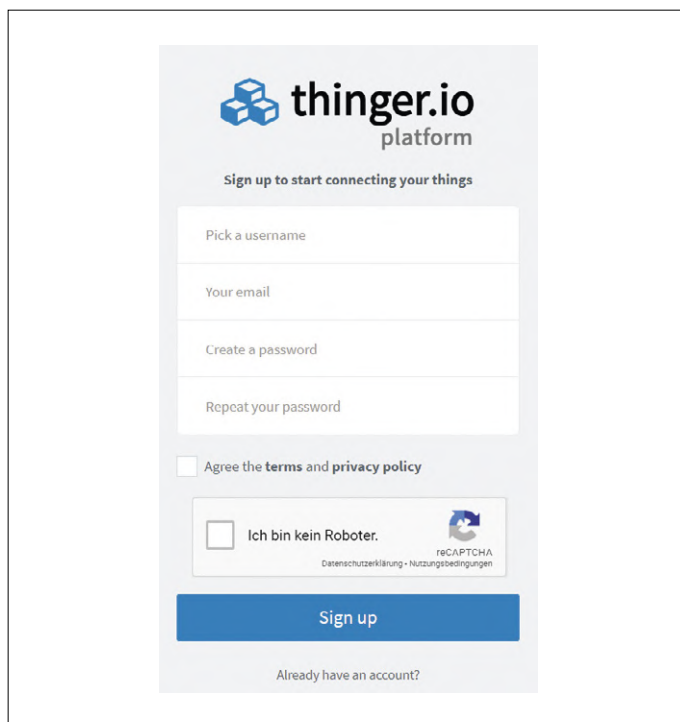 thinger.io
platform
Sign up to start connecting your things
Pick a username
Your email
Create a password
Repeat your password
Agree the terms and privacy policy
Ich bin kein Roboter.
reCAPTCHA
Datenschutzerklärung - Nutzungsbedingungen
Sign up
Already have an account?